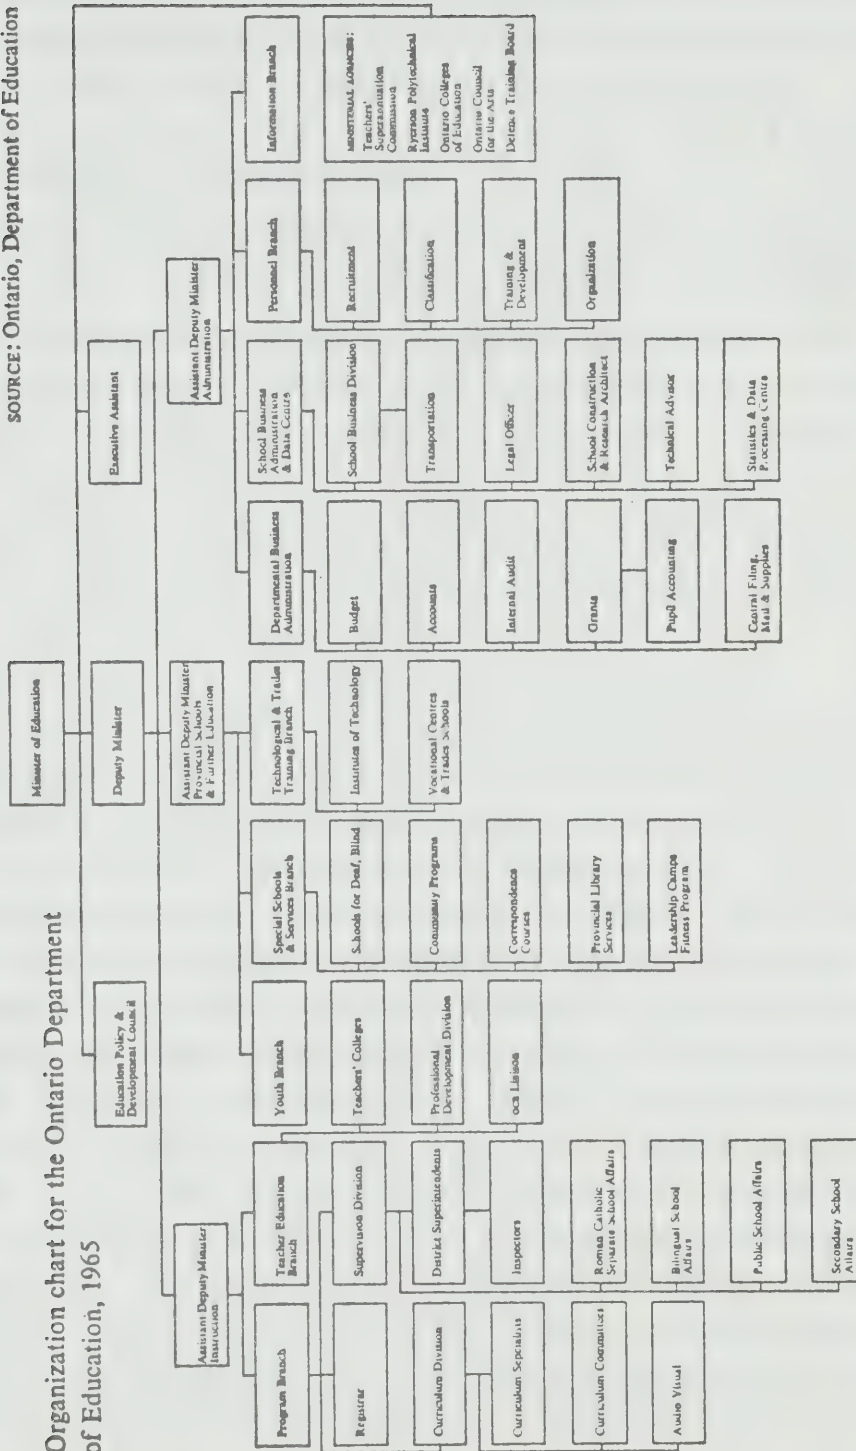 Organization chart for the Ontario Department
of Education, 1965
SOURCE: Ontario, Department of Education
Minister of Education
Education Policy &
Development Council
Deputy Minister
Executive Assistant
Assistant Deputy Minister
Instruction
Assistant Deputy Minister
Provincial Schools
& Further Education
Assistant Deputy Minister
Administration
Program Branch
Registrar
Curriculum Division
Curriculum Specialists
Curriculum Committees
Audio Visual
Teacher Education
Branch
Supervision Division
District Superintendents
Inspectors
Roman Catholic
Separate School Affairs
Bilingual School
Affairs
Public School Affairs
Secondary School
Affairs
Youth Branch
Teachers' Colleges
Professional
Development Division
OCE Liaison
Special Schools
& Services Branch
Schools for Deaf, Blind
Community Programs
Correspondence
Courses
Provincial Library
Services
Leadership Camps
Fitness Program
Technological & Trades
Training Branch
Institutes of Technology
Vocational Centres
& Trades Schools
Departmental Business
Administration
Budget
Accounts
Internal Audit
Grants
Pupil Accounting
Central Filing,
Mail & Supplies
School Business
Administration
& Data Centre
School Business Division
Transportation
Legal Officer
School Construction
& Research Architect
Technical Advisor
Statistics & Data
Processing Centre
Personnel Branch
Recruitment
Classification
Training &
Development
Organization
Information Branch
MINISTERIAL AGENCIES:
Teachers'
Superannuation
Commission
Ryerson Polytechnical
Institute
Ontario Colleges
of Education
Ontario Council
for the Arts
Defence Training Board